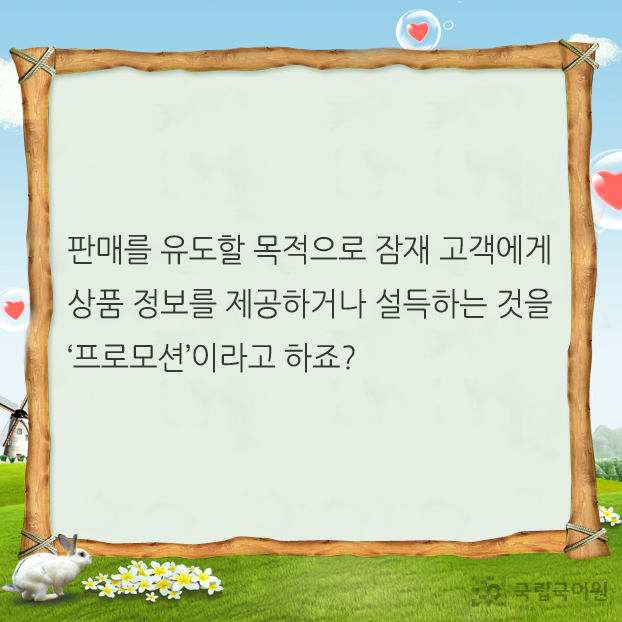 판매를 유도할 목적으로 잠재 고객에게
상품 정보를 제공하거나 설득하는 것을
‘프로모션’이라고 하죠?
국립국어원